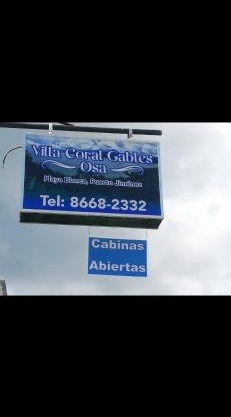 Villa Coral Gables
Osa
Playa Blanca, Puerto Jiménez
Tel: 8668-2332
Cabinas
Abiertas